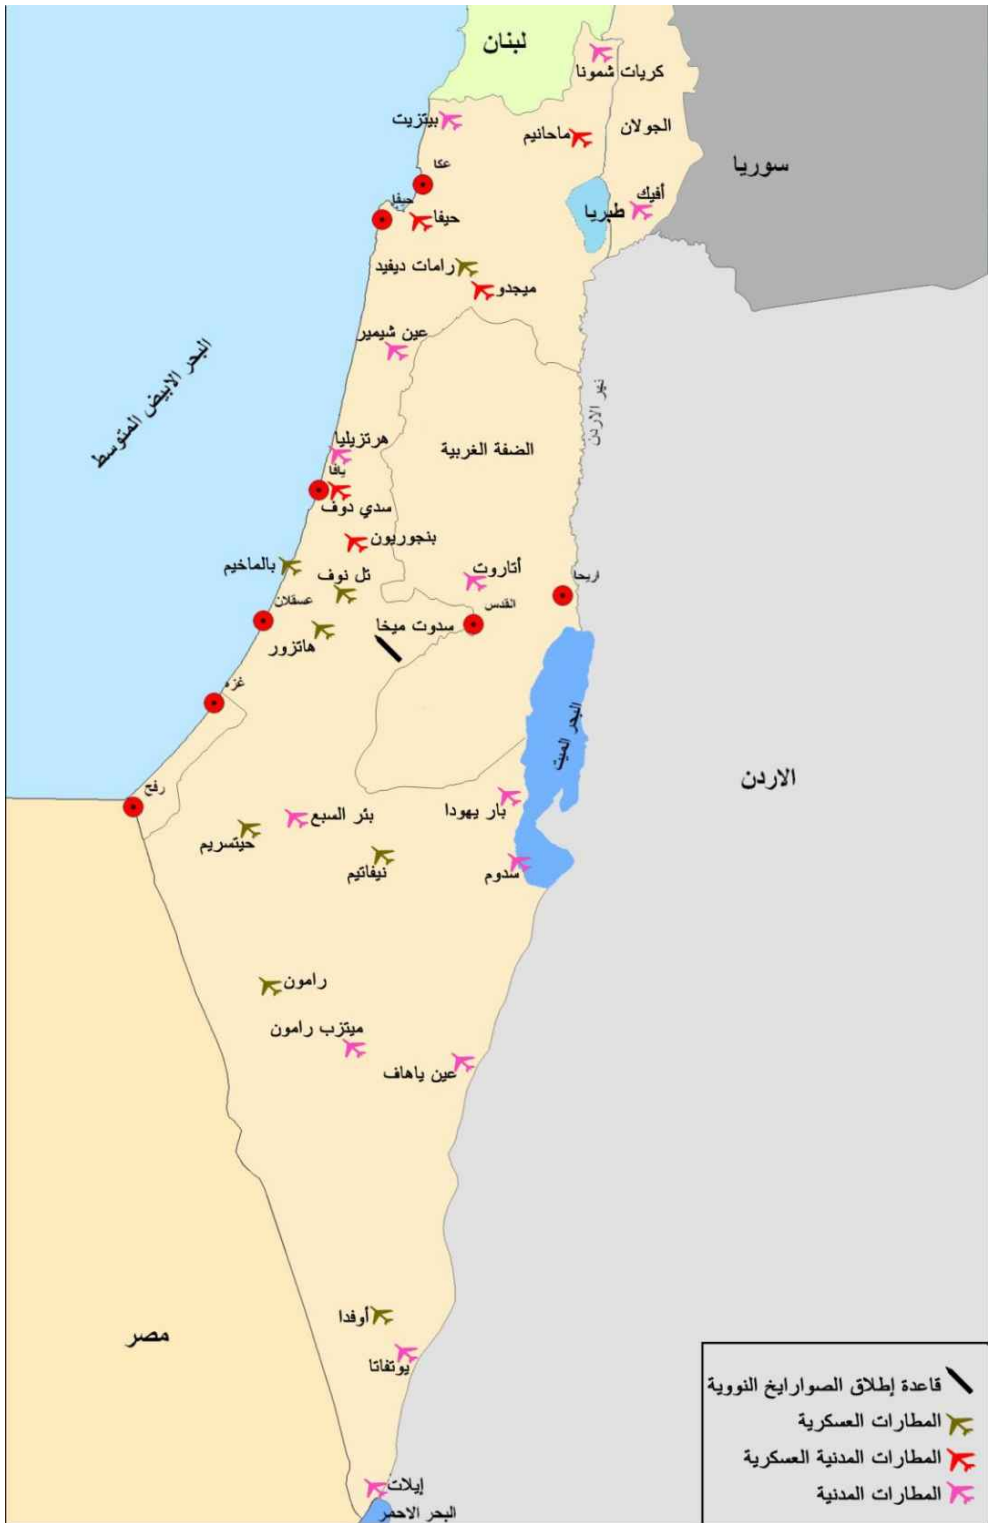 لبنان
كريات شمونا
بيتزيت
ماحانيم
الجولان
سوريا
عكا
حيفا
حيفا
أفيك
طبريا
رامات ديفيد
ميجدو
عين شيمير
البحر الابيض المتوسط
نهر الاردن
هرتزيليا
الضفة الغربية
يافا
سدي دوف
بنجوريون
بالماخيم
تل نوف
أتاروت
اريحا
عسقلان
القدس
سدوت ميخا
هاتزور
غزه
البحر الميت
الاردن
رفح
بئر السبع
بار يهودا
حيتسريم
نيفاتيم
سدوم
رامون
ميتزب رامون
عين ياهاف
أوفدا
مصر
يوتفاتا
قاعدة إطلاق الصوارايخ النووية
المطارات العسكرية
المطارات المدنية العسكرية
المطارات المدنية
إيلات
البحر الاحمر